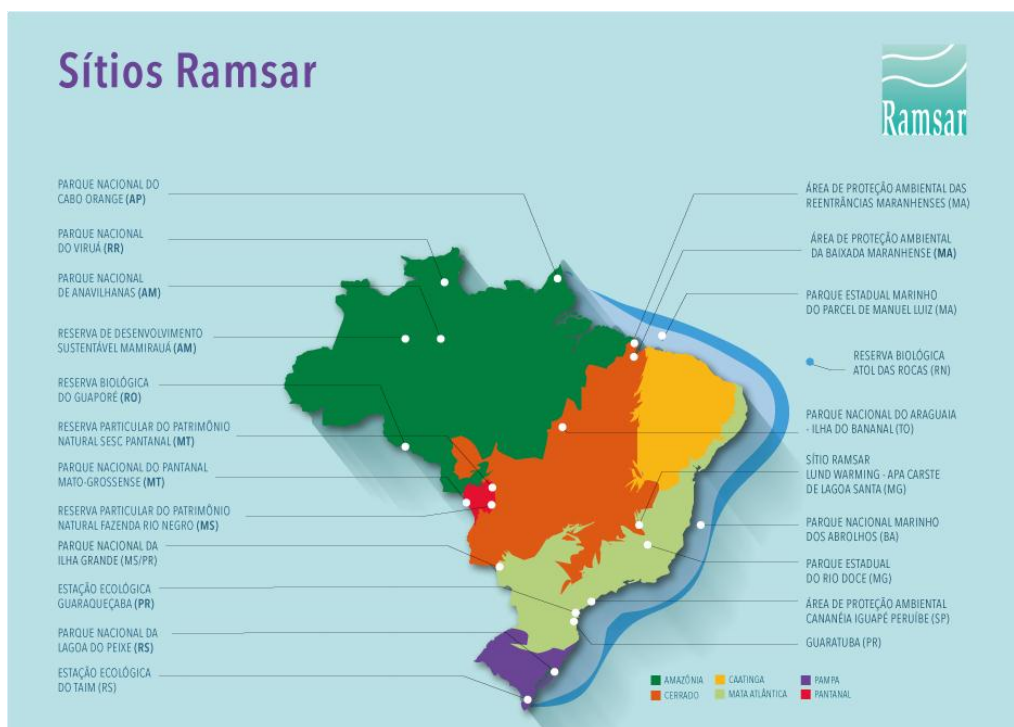 Sítios Ramsar
Ramsar
PARQUE NACIONAL DO
CABO ORANGE (AP)
PARQUE NACIONAL
DO VIRUÁ (RR)
PARQUE NACIONAL
DE ANAVILHANAS (AM)
RESERVA DE DESENVOLVIMENTO
SUSTENTÁVEL MAMIRAUÁ (AM)
RESERVA BIOLÓGICA
DO GUAPORÉ (RO)
RESERVA PARTICULAR DO PATRIMÔNIO
NATURAL SESC PANTANAL (MT)
PARQUE NACIONAL DO PANTANAL
MATO-GROSSENSE (MT)
RESERVA PARTICULAR DO PATRIMÔNIO
NATURAL FAZENDA RIO NEGRO (MS)
PARQUE NACIONAL DA
ILHA GRANDE (MS/PR)
ESTAÇÃO ECOLÓGICA
GUARAQUEÇABA (PR)
PARQUE NACIONAL DA
LAGOA DO PEIXE (RS)
ESTAÇÃO ECOLÓGICA
DO TAIM (RS)
ÁREA DE PROTEÇÃO AMBIENTAL DAS
REENTRÂNCIAS MARANHENSES (MA)
ÁREA DE PROTEÇÃO AMBIENTAL
DA BAIXADA MARANHENSE (MA)
PARQUE ESTADUAL MARINHO
DO PARCEL DE MANUEL LUIZ (MA)
RESERVA BIOLÓGICA
ATOL DAS ROCAS (RN)
PARQUE NACIONAL DO ARAGUAIA
- ILHA DO BANANAL (TO)
SÍTIO RAMSAR
LUND WARMING - APA CARSTE
DE LAGOA SANTA (MG)
PARQUE NACIONAL MARINHO
DOS ABROLHOS (BA)
PARQUE ESTADUAL
DO RIO DOCE (MG)
ÁREA DE PROTEÇÃO AMBIENTAL
CANANÉIA IGUAPÉ PERUÍBE (SP)
GUARATUBA (PR)
AMAZÔNIA CAATINGA PAMPA
CERRADO MATA ATLÂNTICA PANTANAL